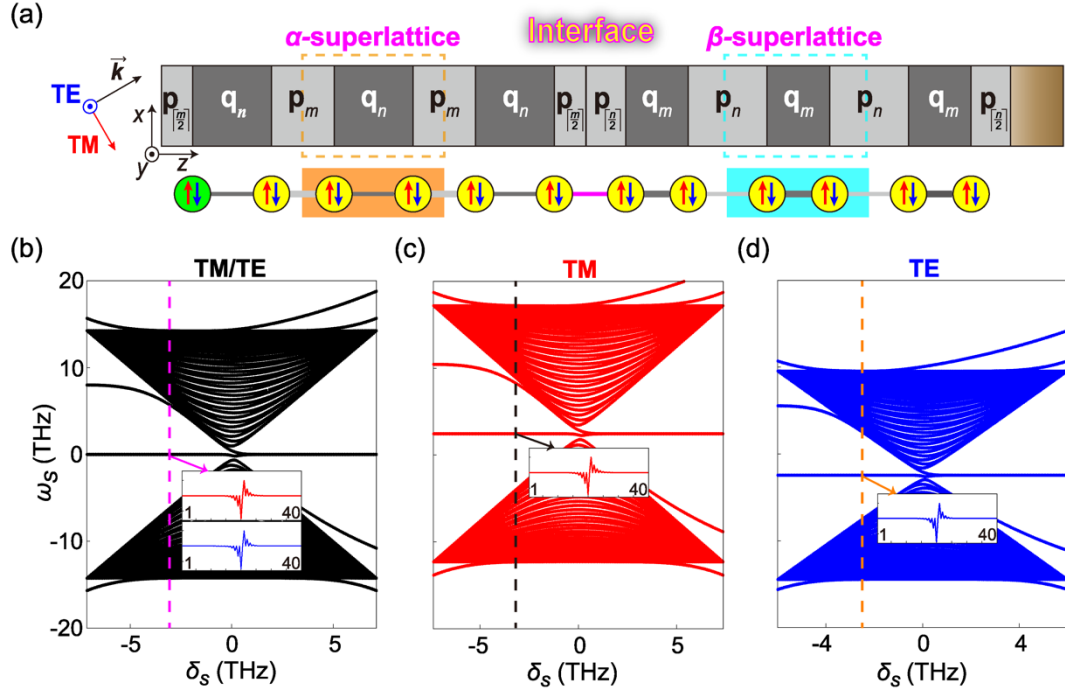 (a)
α-superlattice Interface β-superlattice
k
TE
TM
x
y z
p⌈m/2⌉ qn pm qn pm qn p⌈m/2⌉ p⌈n/2⌉ qm pn qm pn qm p⌈n/2⌉
(b) (c) (d)
TM/TE TM TE
20
10
0
-10
-20
ωS (THz)
1 40
1 40
-5 0 5
δS (THz)
1 40
-5 0 5
δS (THz)
1 40
-4 0 4
δS (THz)